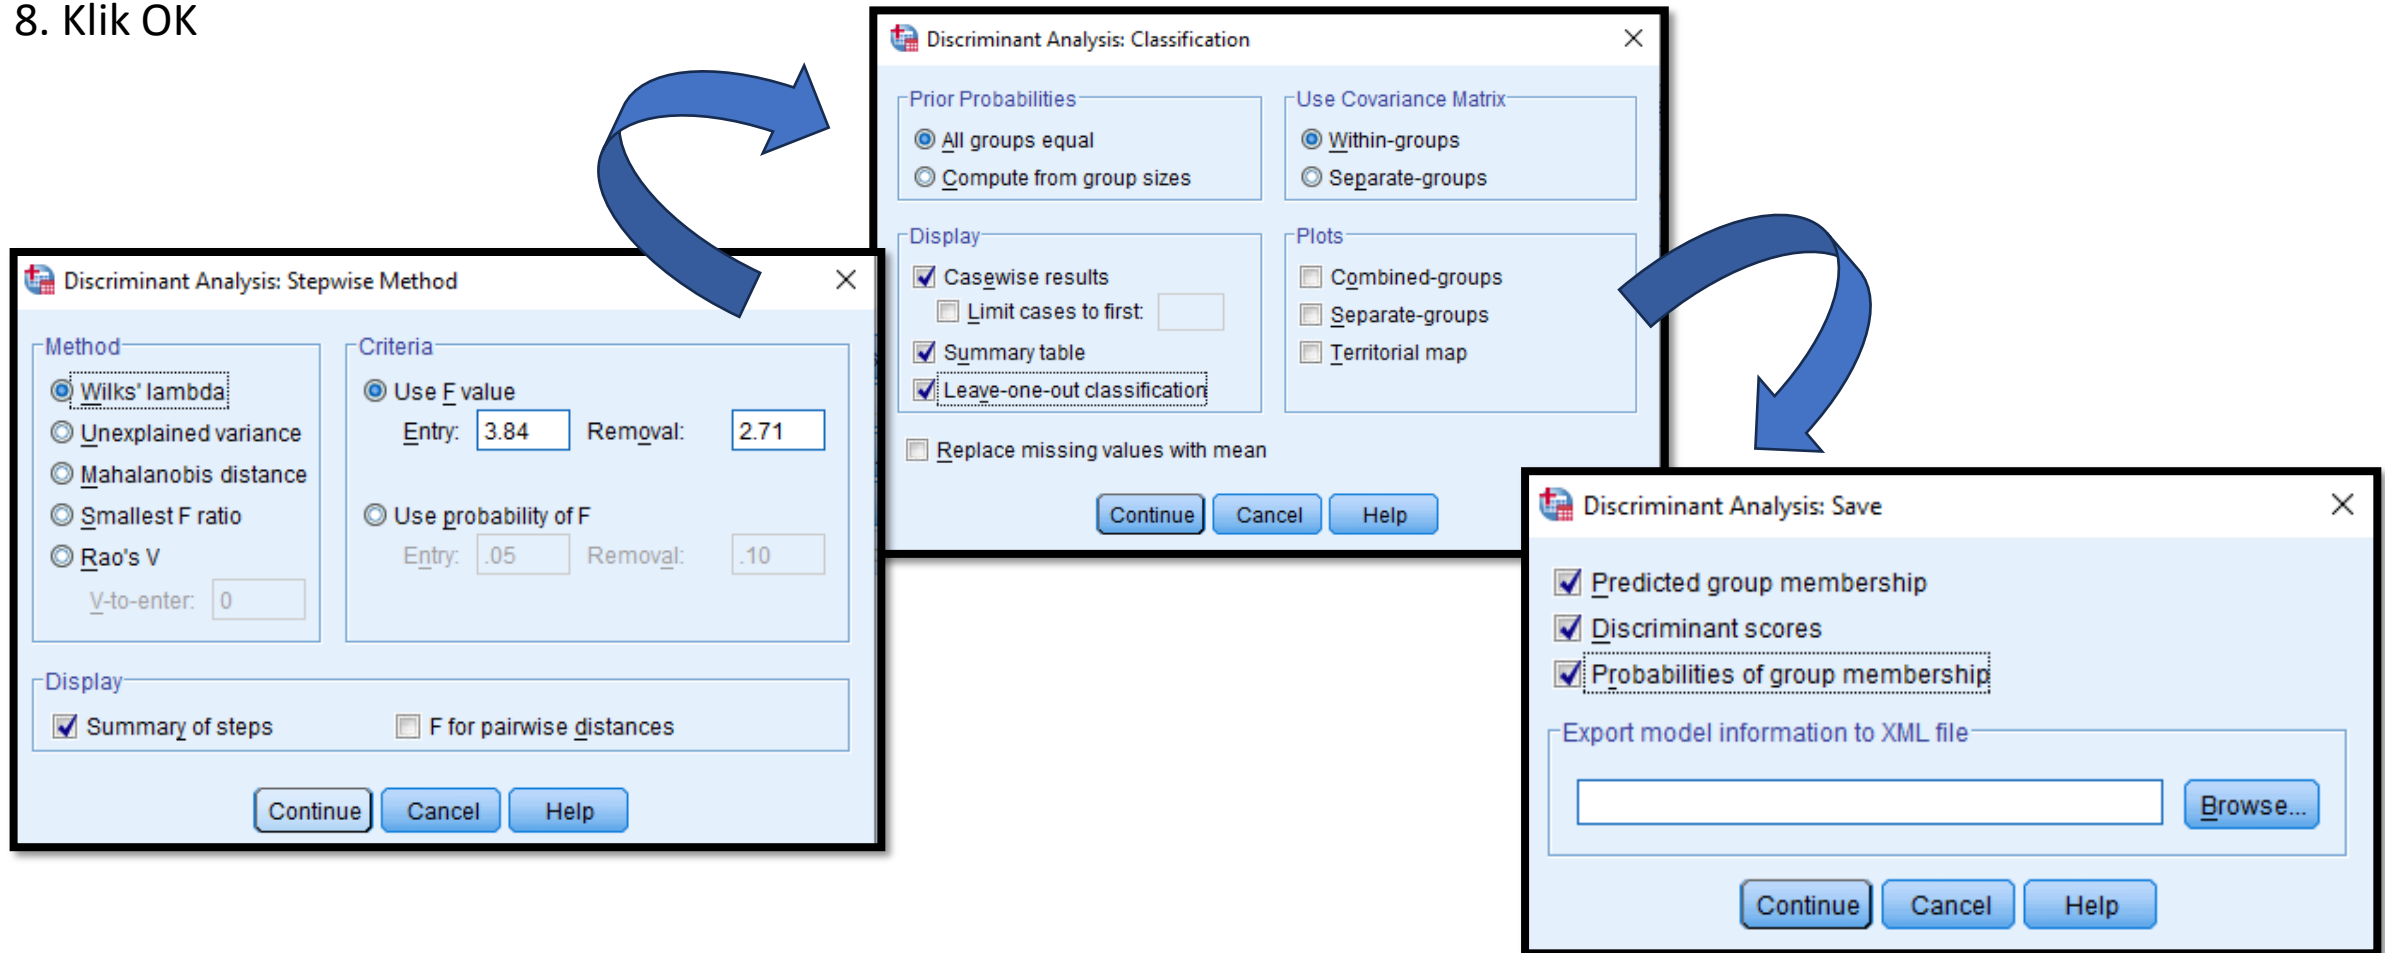 8. Klik OK
Discriminant Analysis: Stepwise Method
Method
Wilks' lambda
Unexplained variance
Mahalanobis distance
Smallest F ratio
Rao's V
V-to-enter: 0
Criteria
Use F value
Entry: 3.84 Removal: 2.71
Use probability of F
Entry: .05 Removal: .10
Display
Summary of steps F for pairwise distances
Continue Cancel Help
Discriminant Analysis: Classification
Prior Probabilities
All groups equal
Compute from group sizes
Use Covariance Matrix
Within-groups
Separate-groups
Display
Casewise results
Limit cases to first:
Summary table
Leave-one-out classification
Plots
Combined-groups
Separate-groups
Territorial map
Replace missing values with mean
Continue Cancel Help
Discriminant Analysis: Save
Predicted group membership
Discriminant scores
Probabilities of group membership
Export model information to XML file
Browse...
Continue Cancel Help